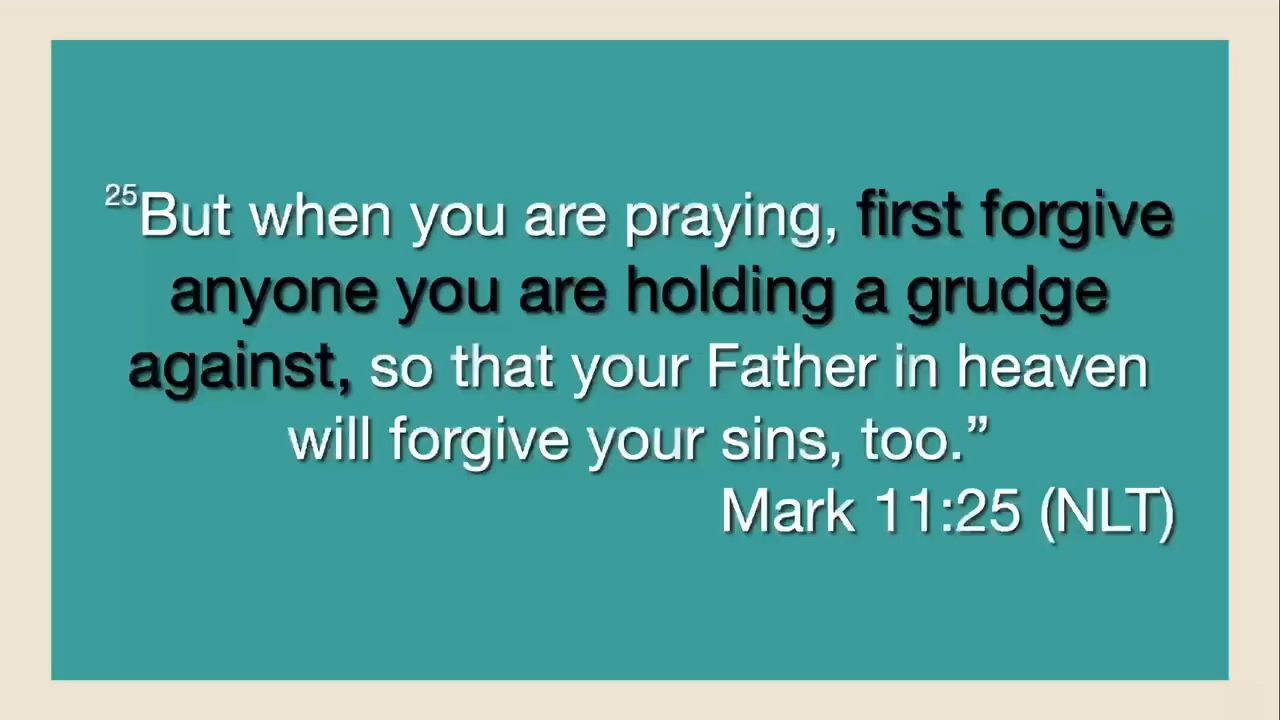 25But when you are praying, first forgive
anyone you are holding a grudge
against, so that your Father in heaven
will forgive your sins, too.”
Mark 11:25 (NLT)